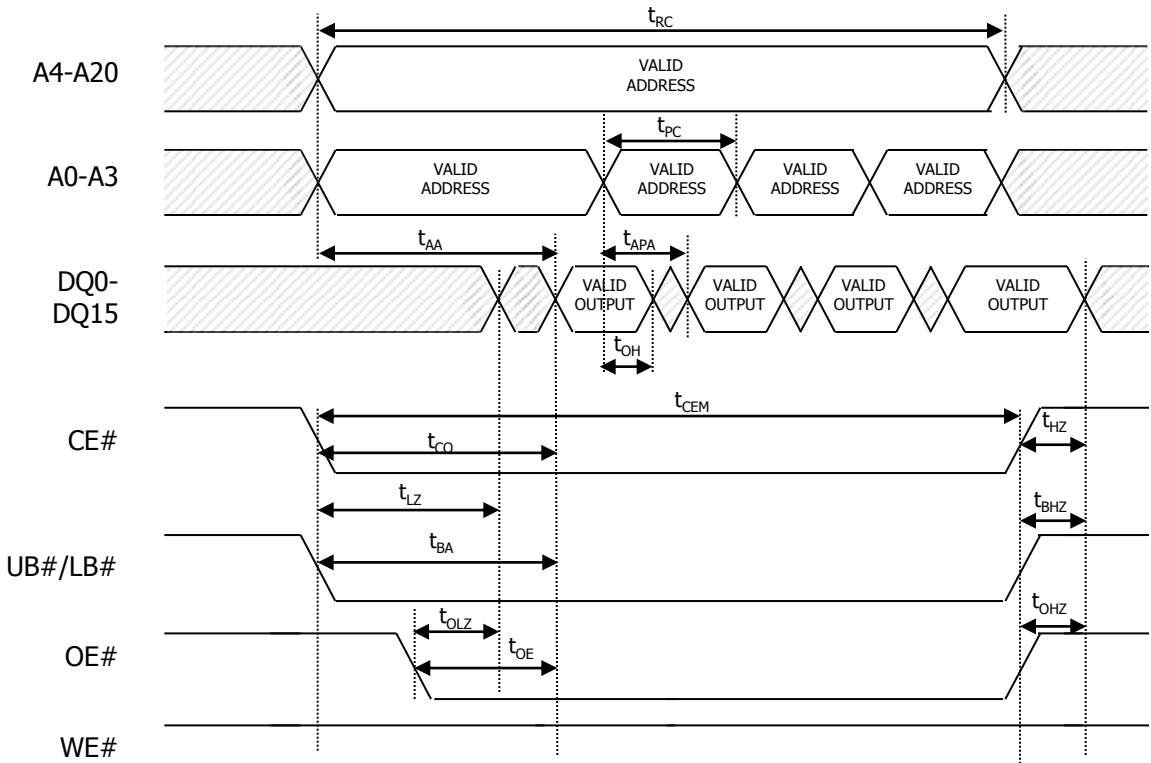 tRC
A4-A20
VALID
ADDRESS
tPC
A0-A3
VALID
ADDRESS
VALID
ADDRESS
VALID
ADDRESS
VALID
ADDRESS
tAA
tAPA
DQ0-
DQ15
VALID
OUTPUT
VALID
OUTPUT
VALID
OUTPUT
VALID
OUTPUT
tOH
tCEM
CE#
tCO
tHZ
tLZ
tBHZ
UB#/LB#
tBA
tOLZ
tOHZ
OE#
tOE
WE#